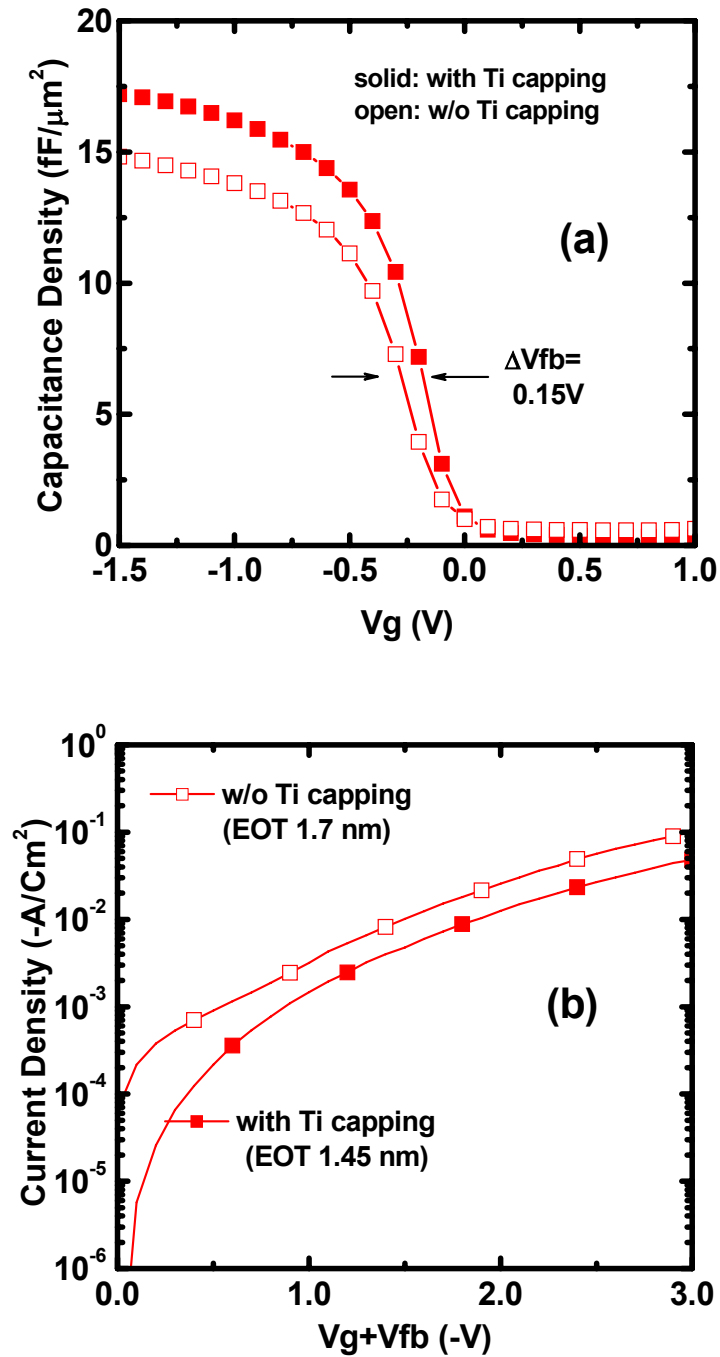 20
15
10
5
0
Capacitance Density (fF/μm²)
solid: with Ti capping
open: w/o Ti capping
(a)
ΔVfb=
0.15V
-1.5 -1.0 -0.5 0.0 0.5 1.0
Vg (V)
10⁰
10⁻¹
10⁻²
10⁻³
10⁻⁴
10⁻⁵
10⁻⁶
Current Density (-A/Cm²)
w/o Ti capping
(EOT 1.7 nm)
(b)
with Ti capping
(EOT 1.45 nm)
0.0 1.0 2.0 3.0
Vg+Vfb (-V)